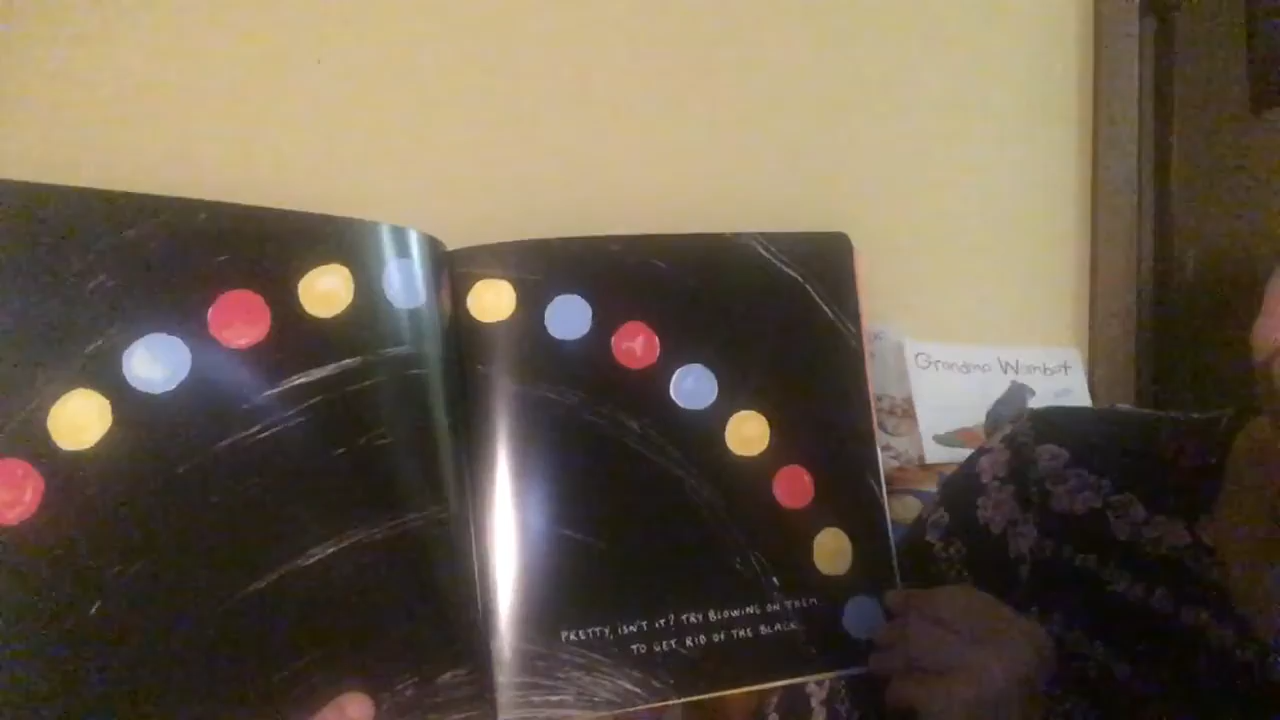 Grandma Wombat
PRETTY, ISN'T IT? TRY BLOWING ON THEM
TO GET RID OF THE BLACK.